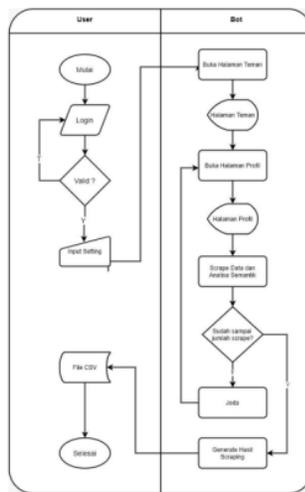 User
Bot
Mulai
Login
Valid ?
Y
Y
Input Setting
Buka Halaman Teman
Halaman Teman
Buka Halaman Profil
Halaman Profil
Scrape Data dan
Analisa Semantik
Sudah sampai
jumlah scrape?
Y
Jeda
Generate Hasil
Scraping
File CSV
Selesai